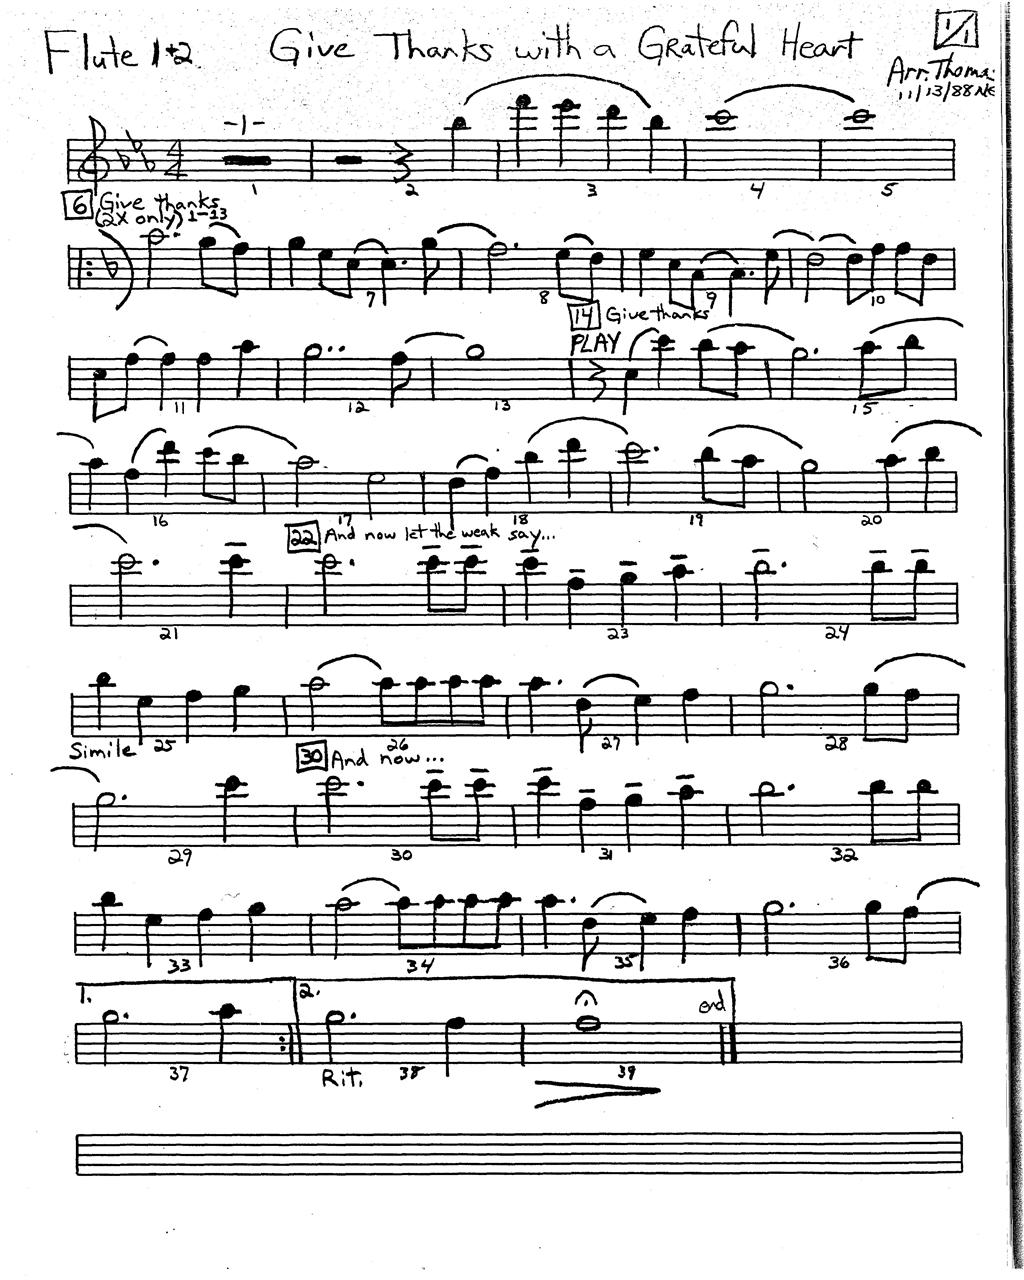 Flute 1+2 Give Thanks with a Grateful Heart 1/1
Arr. Thomas
11/13/88 NC
-1-
1 2 3 4 5
6 Give thanks
(2x only) 1-13
7 8 9 10
14 Give thanks
PLAY
11 12 13 15
16 17 18 19 20
22 And now let the weak say...
21 23 24
Simile 25 26 27 28
30 And now...
29 30 31 32
33 34 35 36
1. 2. end
37 Rit. 38 39